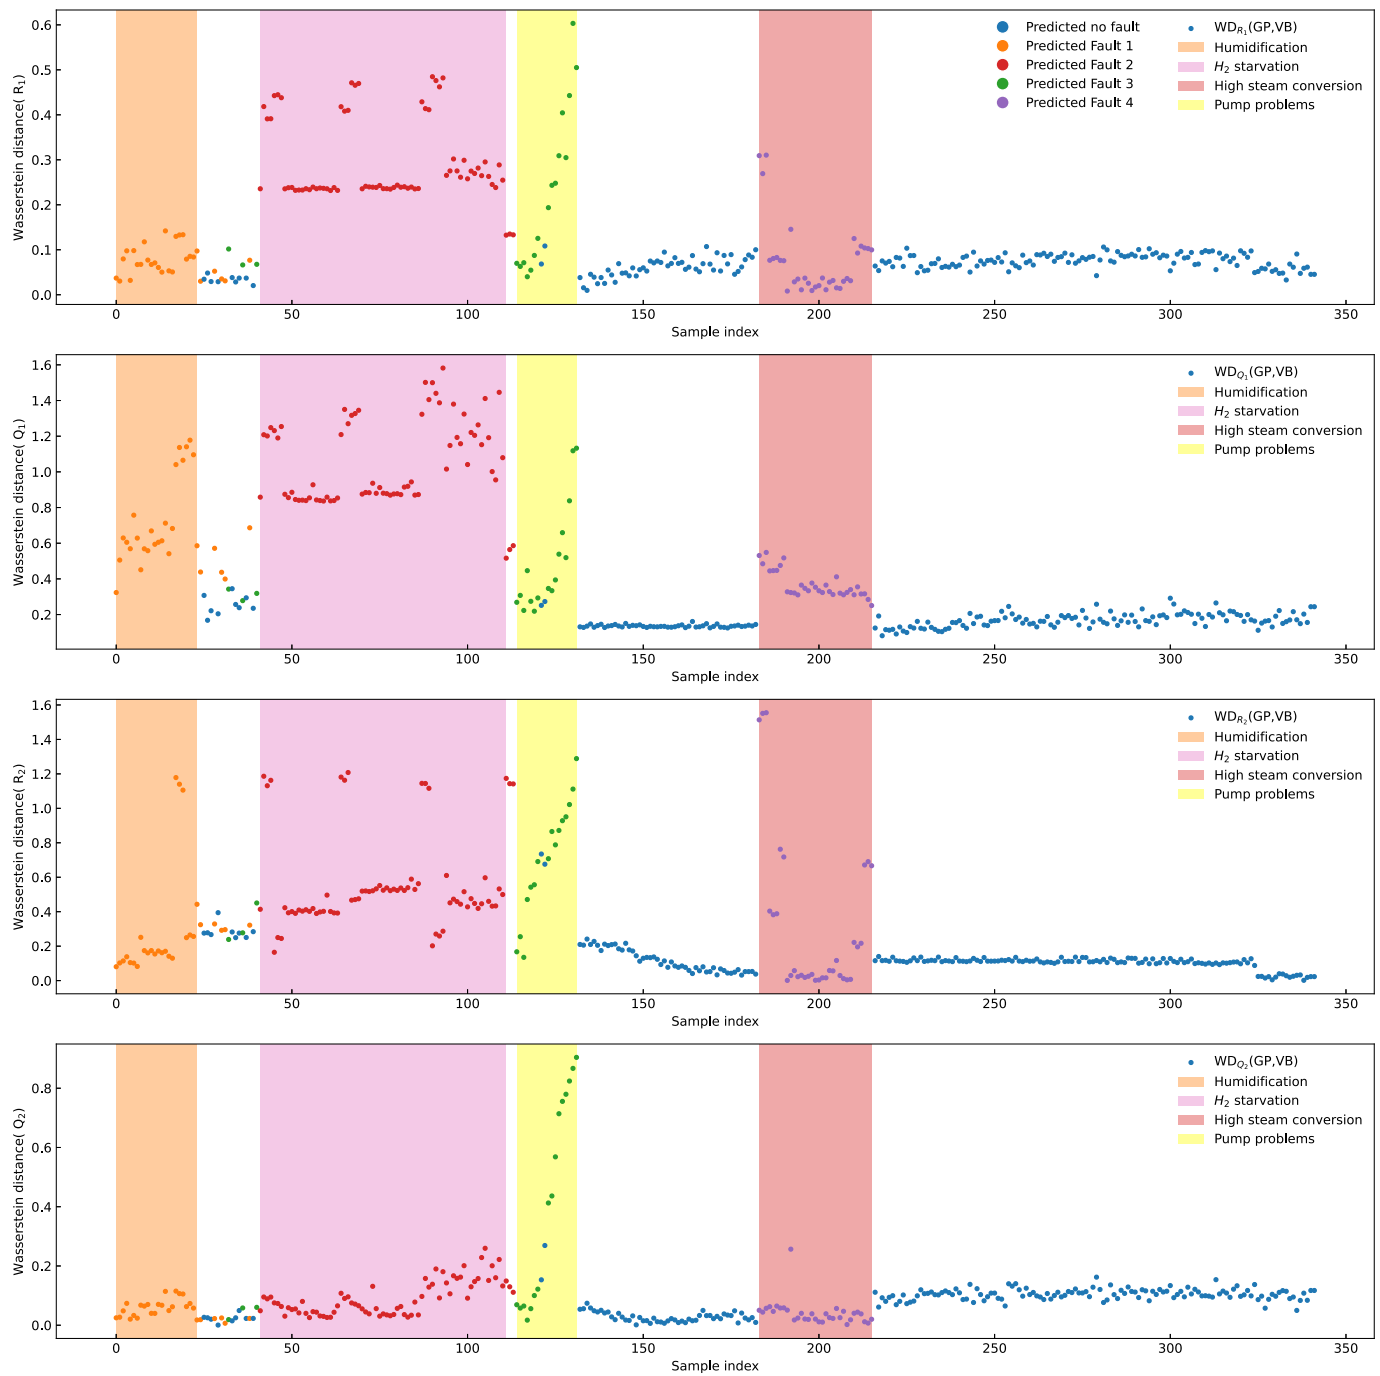 Wasserstein distance( R1)
0.6
0.5
0.4
0.3
0.2
0.1
0.0
Predicted no fault
Predicted Fault 1
Predicted Fault 2
Predicted Fault 3
Predicted Fault 4
WD_R1(GP,VB)
Humidification
H2 starvation
High steam conversion
Pump problems
0 50 100 150 200 250 300 350
Sample index
Wasserstein distance( Q1)
1.6
1.4
1.2
1.0
0.8
0.6
0.4
0.2
WD_Q1(GP,VB)
Humidification
H2 starvation
High steam conversion
Pump problems
0 50 100 150 200 250 300 350
Sample index
Wasserstein distance( R2)
1.6
1.4
1.2
1.0
0.8
0.6
0.4
0.2
0.0
WD_R2(GP,VB)
Humidification
H2 starvation
High steam conversion
Pump problems
0 50 100 150 200 250 300 350
Sample index
Wasserstein distance( Q2)
0.8
0.6
0.4
0.2
0.0
WD_Q2(GP,VB)
Humidification
H2 starvation
High steam conversion
Pump problems
0 50 100 150 200 250 300 350
Sample index